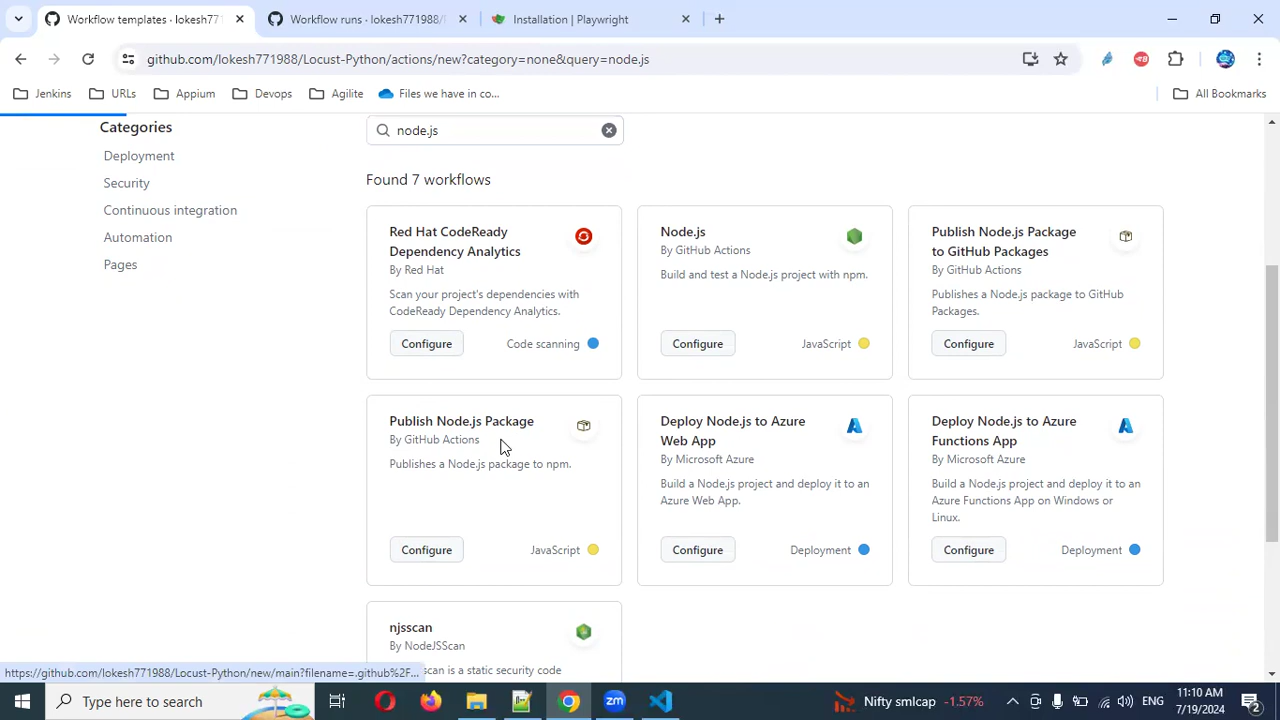 Workflow templates · lokesh771
Workflow runs · lokesh771988/
Installation | Playwright
github.com/lokesh771988/Locust-Python/actions/new?category=none&query=node.js
Jenkins
URLs
Appium
Devops
Agilite
Files we have in co...
All Bookmarks
Categories
Deployment
Security
Continuous integration
Automation
Pages
node.js
Found 7 workflows
Red Hat CodeReady
Dependency Analytics
By Red Hat
Scan your project's dependencies with
CodeReady Dependency Analytics.
Configure
Code scanning
Node.js
By GitHub Actions
Build and test a Node.js project with npm.
Configure
JavaScript
Publish Node.js Package
to GitHub Packages
By GitHub Actions
Publishes a Node.js package to GitHub
Packages.
Configure
JavaScript
Publish Node.js Package
By GitHub Actions
Publishes a Node.js package to npm.
Configure
JavaScript
Deploy Node.js to Azure
Web App
By Microsoft Azure
Build a Node.js project and deploy it to an
Azure Web App.
Configure
Deployment
Deploy Node.js to Azure
Functions App
By Microsoft Azure
Build a Node.js project and deploy it to an
Azure Functions App on Windows or
Linux.
Configure
Deployment
njsscan
By NodeJSScan
scan is a static security code
https://github.com/lokesh771988/Locust-Python/new/main?filename=.github%2F...
Type here to search
zm
Nifty smlcap -1.57%
ENG
11:10 AM
7/19/2024
2